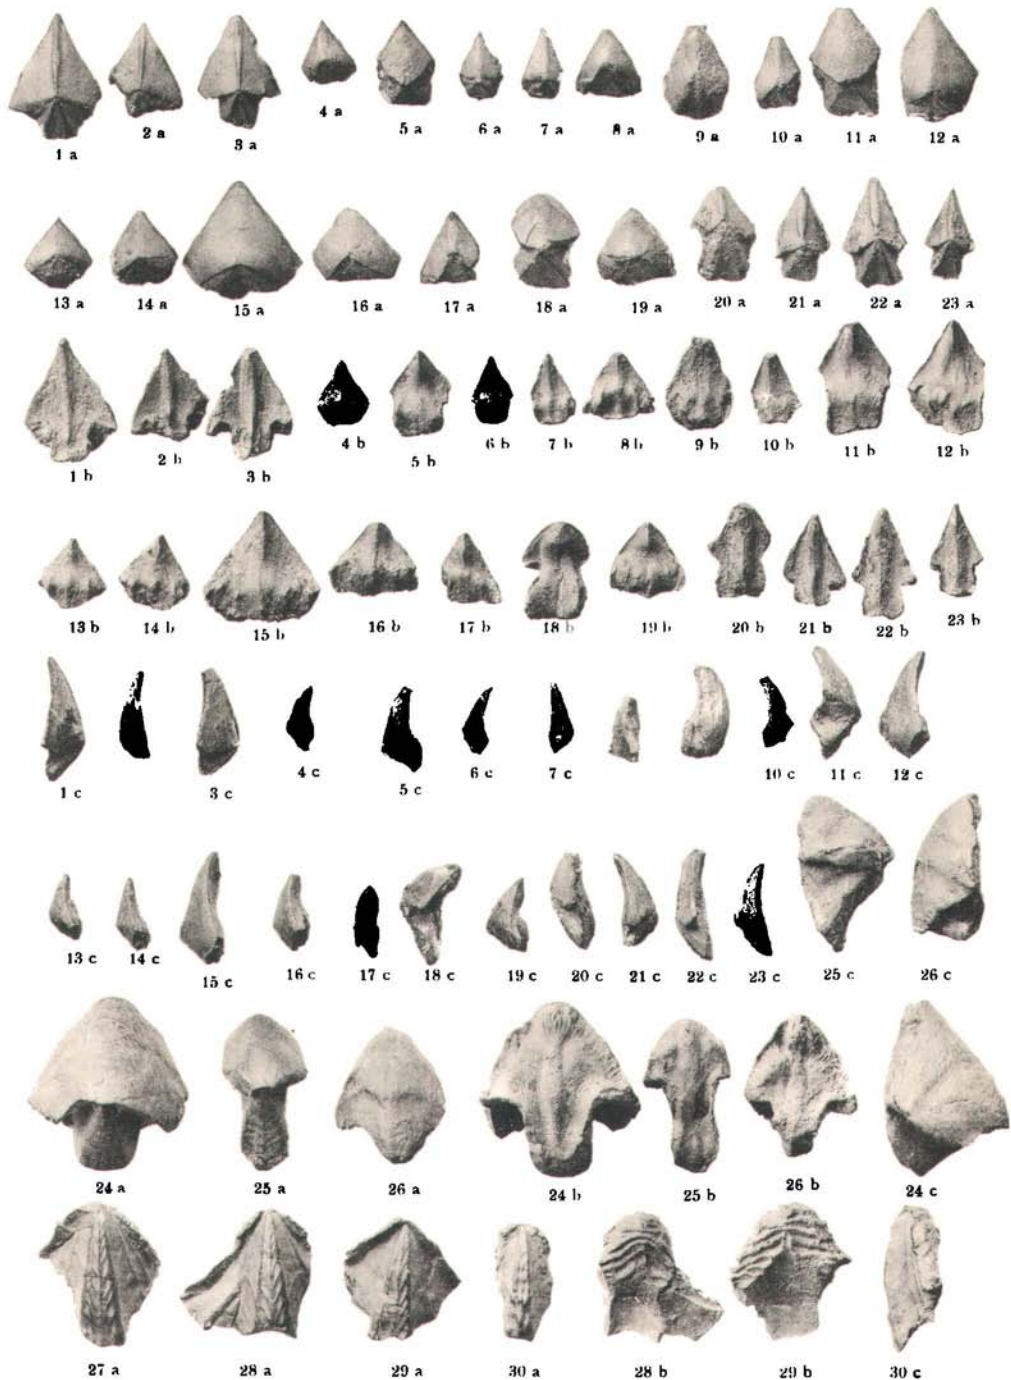 1 a 2 a 3 a 4 a 5 a 6 a 7 a 8 a 9 a 10 a 11 a 12 a
13 a 14 a 15 a 16 a 17 a 18 a 19 a 20 a 21 a 22 a 23 a
1 b 2 b 3 b 4 b 5 b 6 b 7 b 8 b 9 b 10 b 11 b 12 b
13 b 14 b 15 b 16 b 17 b 18 b 19 b 20 b 21 b 22 b 23 b
1 c 3 c 4 c 5 c 6 c 7 c 10 c 11 c 12 c
13 c 14 c 15 c 16 c 17 c 18 c 19 c 20 c 21 c 22 c 23 c 25 c 26 c
24 a 25 a 26 a 24 b 25 b 26 b 24 c
27 a 28 a 29 a 30 a 28 b 29 b 30 c